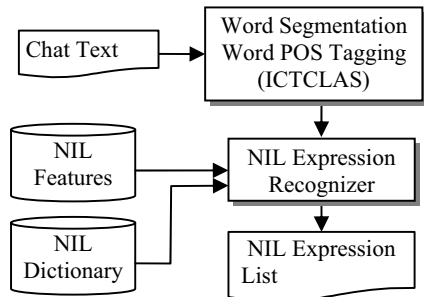 Word Segmentation
Word POS Tagging
(ICTCLAS)
Chat Text
NIL
Features
NIL Expression
Recognizer
NIL
Dictionary
NIL Expression
List